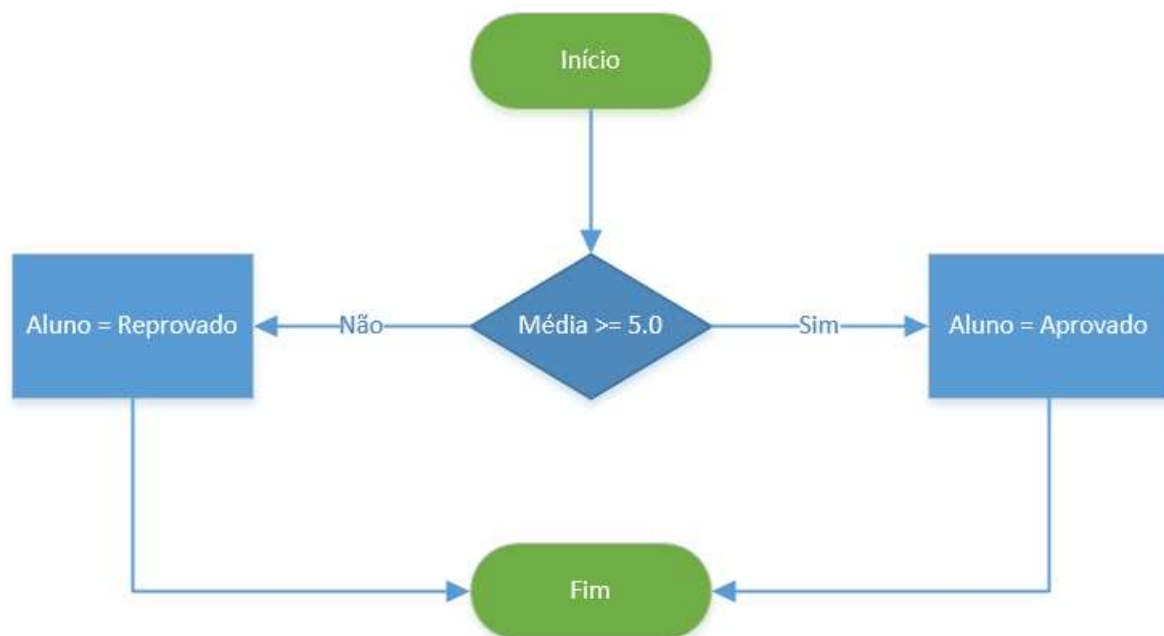 Início
Aluno = Reprovado
Não
Média >= 5.0
Sim
Aluno = Aprovado
Fim